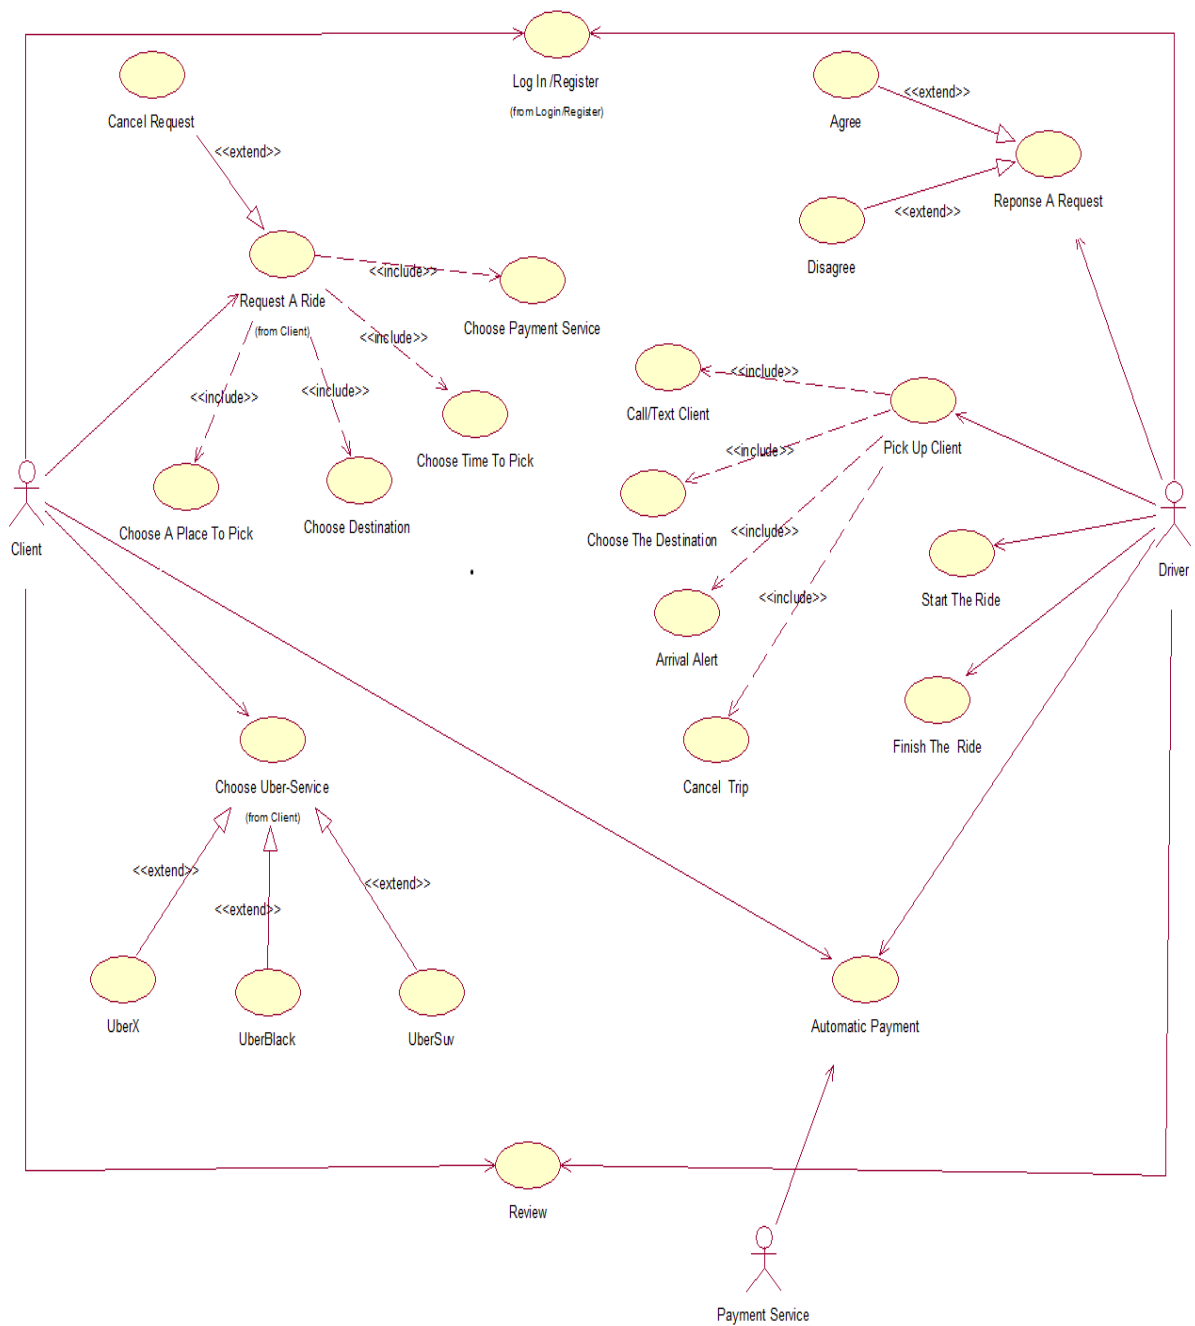 Log In /Register
(from Login/Register)
Cancel Request
<<extend>>
<<extend>>
Agree
Reponse A Request
<<extend>>
Disagree
<<include>>
Request A Ride
(from Client)
Choose Payment Service
<<include>>
<<include>>
<<include>>
Choose Time To Pick
Choose A Place To Pick
Choose Destination
Client
<<include>>
Call/Text Client
Pick Up Client
<<include>>
Choose The Destination
<<include>>
Driver
Start The Ride
<<include>>
Arrival Alert
Finish The Ride
Cancel Trip
Choose Uber-Service
(from Client)
<<extend>>
<<extend>>
<<extend>>
UberX
UberBlack
UberSuv
Automatic Payment
Review
Payment Service